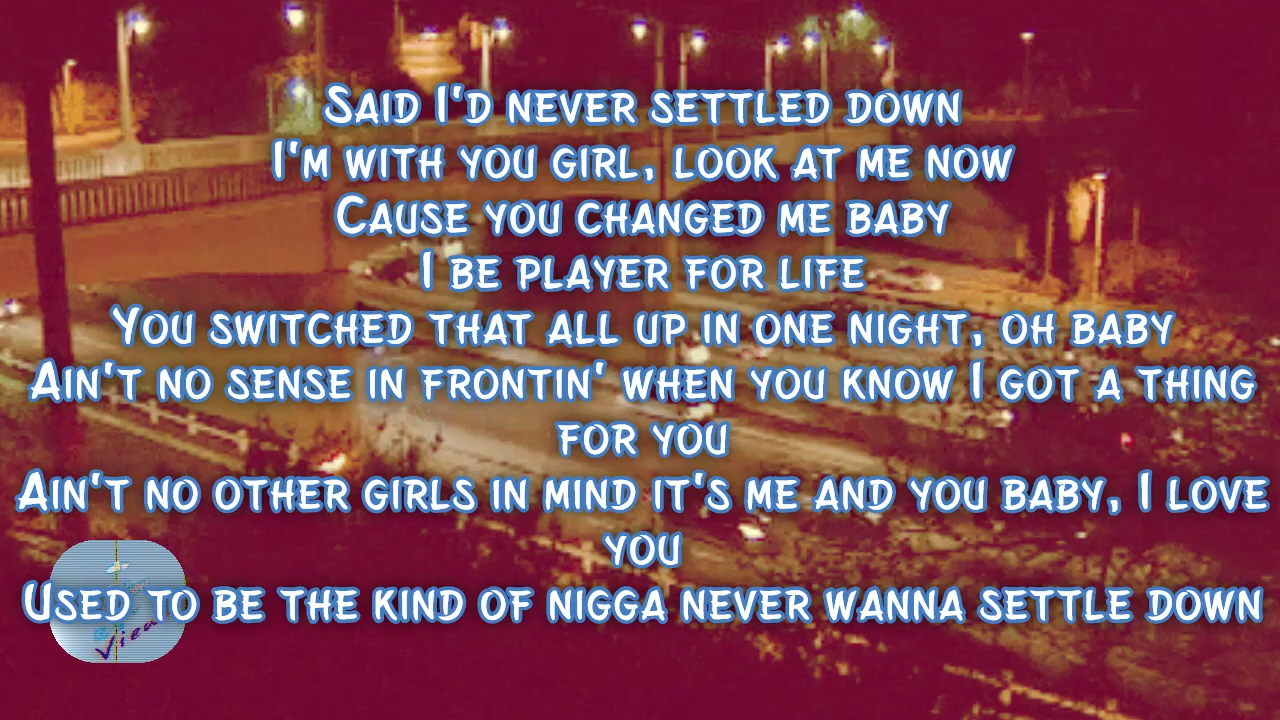 Said I'd never settled down
I'm with you girl, look at me now
Cause you changed me baby
I be player for life
You switched that all up in one night, oh baby
Ain't no sense in frontin' when you know I got a thing
for you
Ain't no other girls in mind it's me and you baby, I love
you
Used to be the kind of nigga never wanna settle down